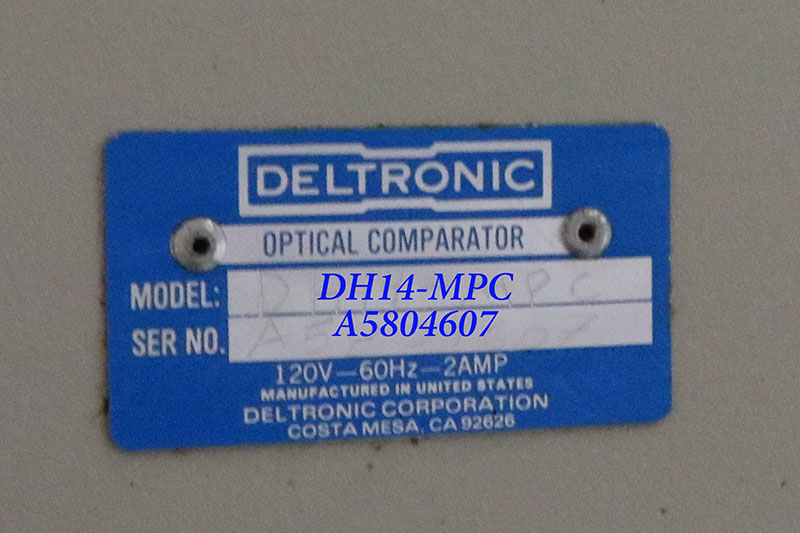 DELTRONIC
OPTICAL COMPARATOR
MODEL: DH14-MPC
SER NO. A5804607
120V—60Hz—2AMP
MANUFACTURED IN UNITED STATES
DELTRONIC CORPORATION
COSTA MESA, CA 92626